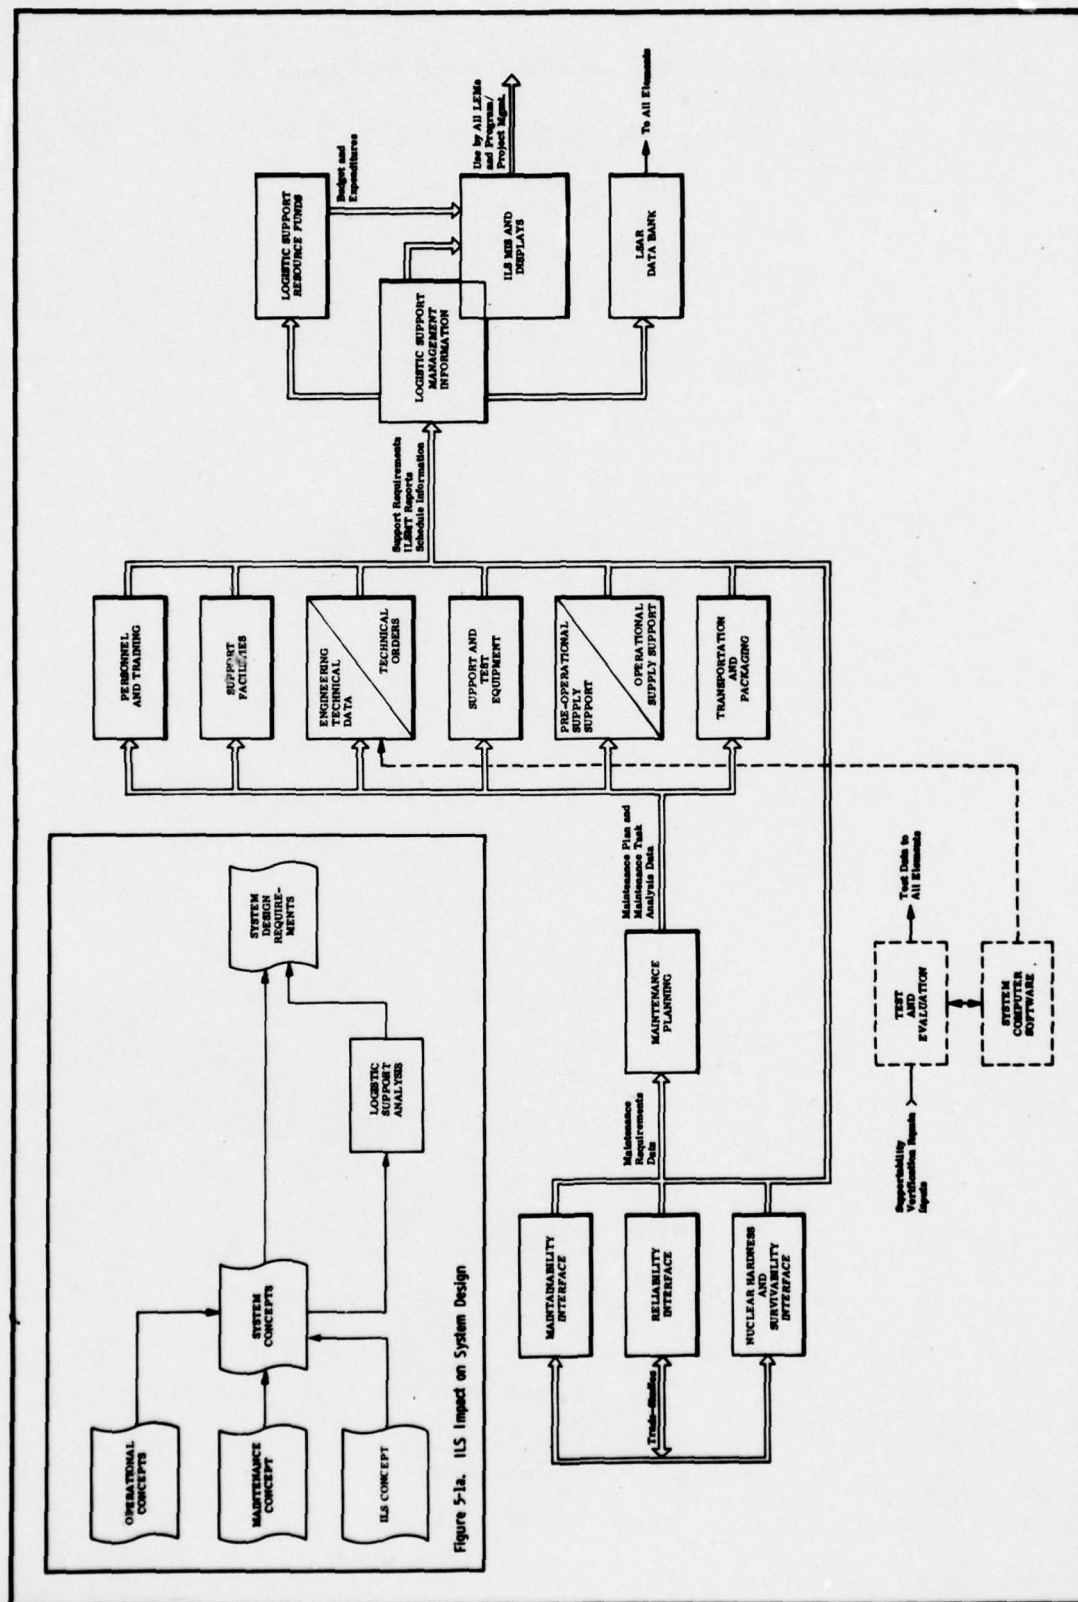 OPERATIONAL
CONCEPTS
MAINTENANCE
CONCEPT
ILS CONCEPT
SYSTEM
CONCEPTS
LOGISTIC
SUPPORT
ANALYSIS
SYSTEM
DESIGN
REQUIRE-
MENTS
Figure 5-1a. ILS Impact on System Design
Trade-Studies
MAINTAINABILITY
INTERFACE
RELIABILITY
INTERFACE
NUCLEAR HARDNESS
AND
SURVIVABILITY
INTERFACE
Maintenance
Requirements
Data
MAINTENANCE
PLANNING
Maintenance Plan and
Maintenance Task
Analysis Data
Supportability
Verification Inputs
Inputs
TEST
AND
EVALUATION
Test Data to
All Elements
SYSTEM
COMPUTER
SOFTWARE
PERSONNEL
AND TRAINING
SUPPORT
FACILITIES
ENGINEERING
TECHNICAL
DATA
TECHNICAL
ORDERS
SUPPORT AND
TEST
EQUIPMENT
PRE-OPERATIONAL
SUPPLY
SUPPORT
OPERATIONAL
SUPPLY SUPPORT
TRANSPORTATION
AND
PACKAGING
Support Requirements
ILSMT Reports
Schedule Information
LOGISTIC SUPPORT
MANAGEMENT
INFORMATION
LOGISTIC SUPPORT
RESOURCE FUNDS
Budget and
Expenditures
ILS MIS AND
DISPLAYS
Use by All LEMs
and Program/
Project Mgmt.
LSAR
DATA BANK
To All Elements